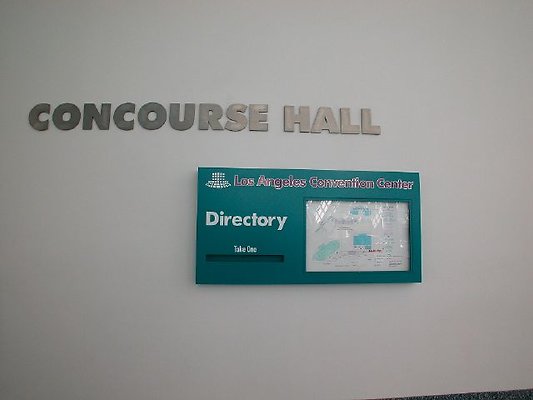 CONCOURSE HALL
Los Angeles Convention Center
Directory
Take One